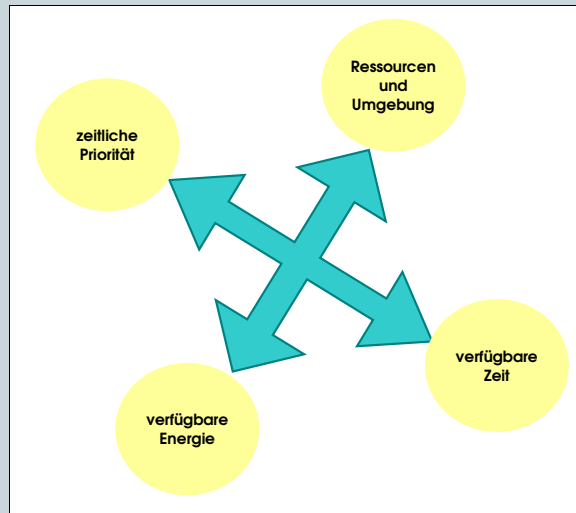 Ressourcen
und
Umgebung
zeitliche
Priorität
verfügbare
Zeit
verfügbare
Energie